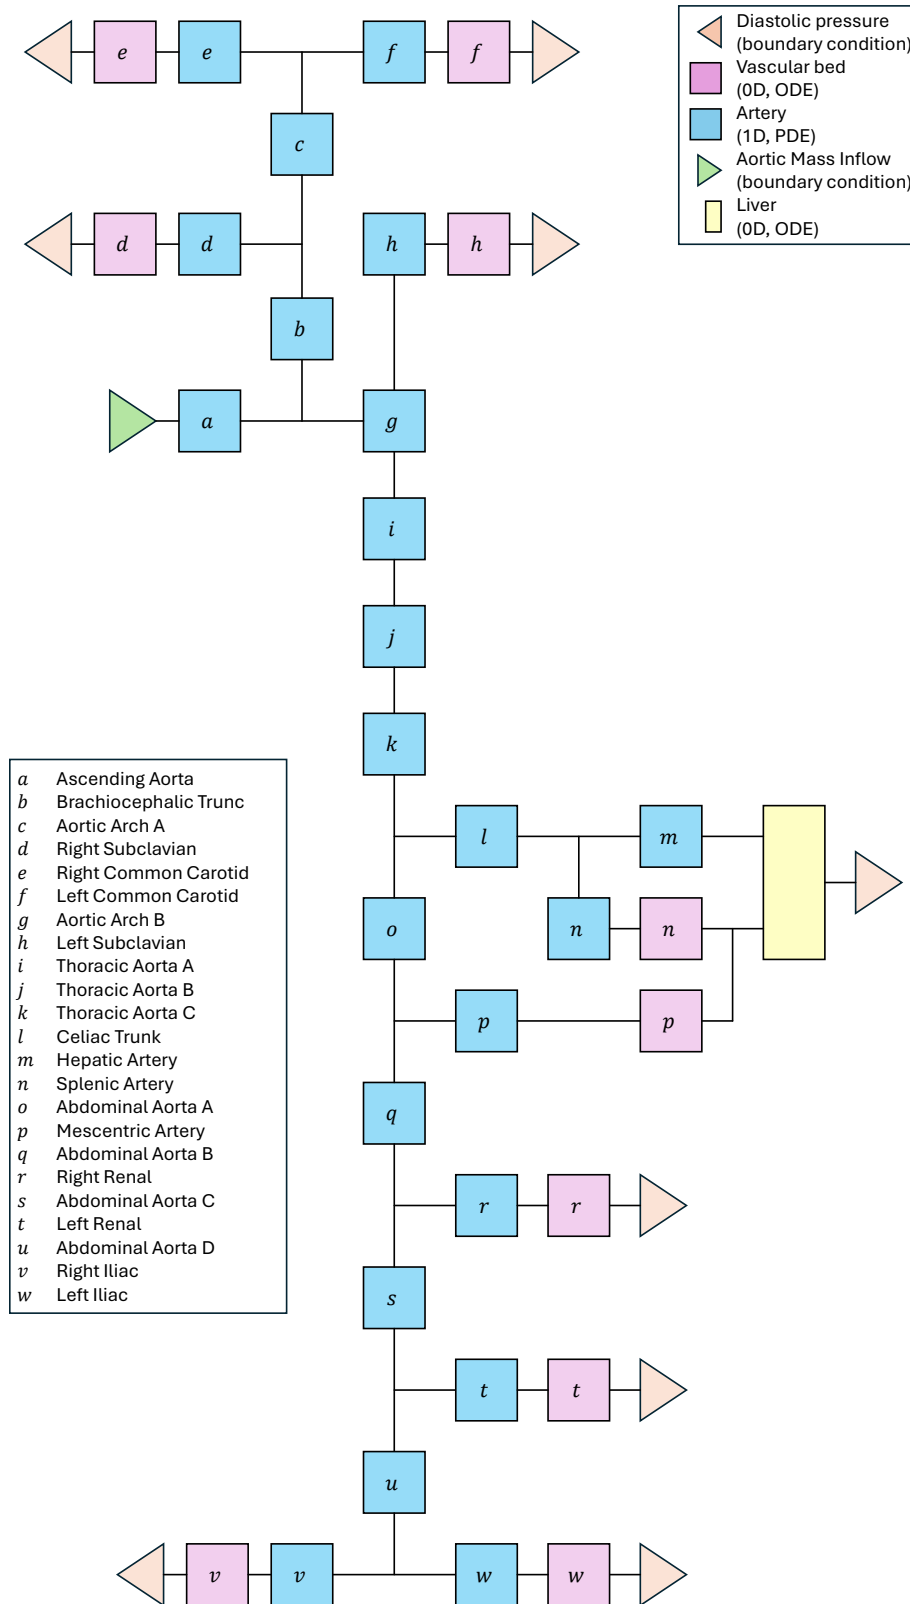 e e f f
Diastolic pressure
(boundary condition)
Vascular bed
(0D, ODE)
Artery
(1D, PDE)
Aortic Mass Inflow
(boundary condition)
Liver
(0D, ODE)
c
d d h h
b
a g
i
j
k
l m
o n n
p p
q
r r
s
t t
u
v v w w
a Ascending Aorta
b Brachiocephalic Trunc
c Aortic Arch A
d Right Subclavian
e Right Common Carotid
f Left Common Carotid
g Aortic Arch B
h Left Subclavian
i Thoracic Aorta A
j Thoracic Aorta B
k Thoracic Aorta C
l Celiac Trunk
m Hepatic Artery
n Splenic Artery
o Abdominal Aorta A
p Mescentric Artery
q Abdominal Aorta B
r Right Renal
s Abdominal Aorta C
t Left Renal
u Abdominal Aorta D
v Right Iliac
w Left Iliac